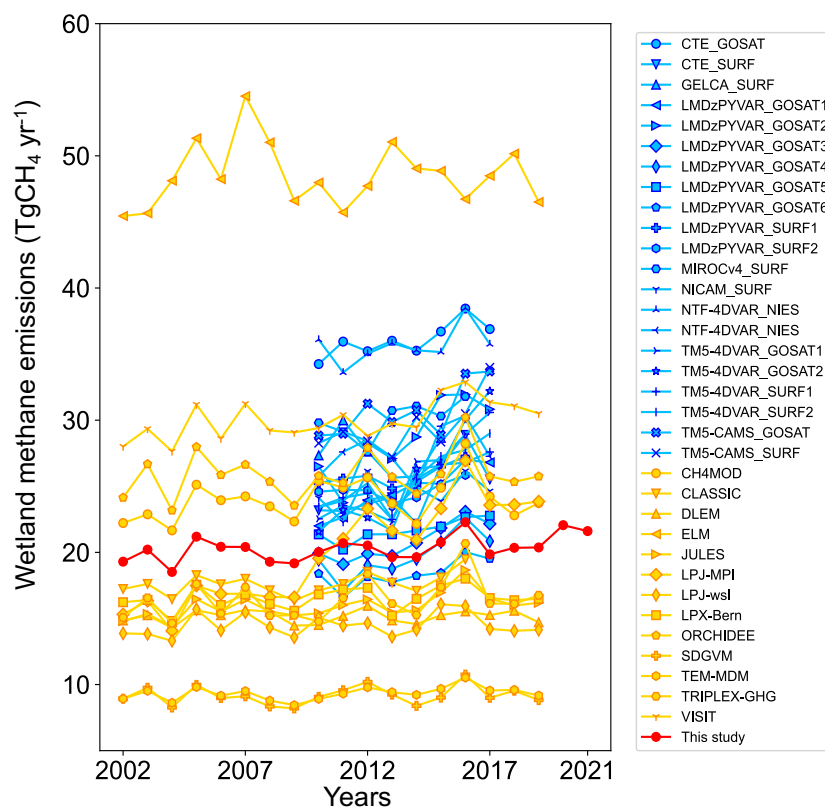 60
50
40
30
20
10
Wetland methane emissions (TgCH₄ yr⁻¹)
2002
2007
2012
2017
2021
Years
CTE_GOSAT
CTE_SURF
GELCA_SURF
LMDzPYVAR_GOSAT1
LMDzPYVAR_GOSAT2
LMDzPYVAR_GOSAT3
LMDzPYVAR_GOSAT4
LMDzPYVAR_GOSAT5
LMDzPYVAR_GOSAT6
LMDzPYVAR_SURF1
LMDzPYVAR_SURF2
MIROCv4_SURF
NICAM_SURF
NTF-4DVAR_NIES
NTF-4DVAR_NIES
TM5-4DVAR_GOSAT1
TM5-4DVAR_GOSAT2
TM5-4DVAR_SURF1
TM5-4DVAR_SURF2
TM5-CAMS_GOSAT
TM5-CAMS_SURF
CH4MOD
CLASSIC
DLEM
ELM
JULES
LPJ-MPI
LPJ-wsl
LPX-Bern
ORCHIDEE
SDGVM
TEM-MDM
TRIPLEX-GHG
VISIT
This study